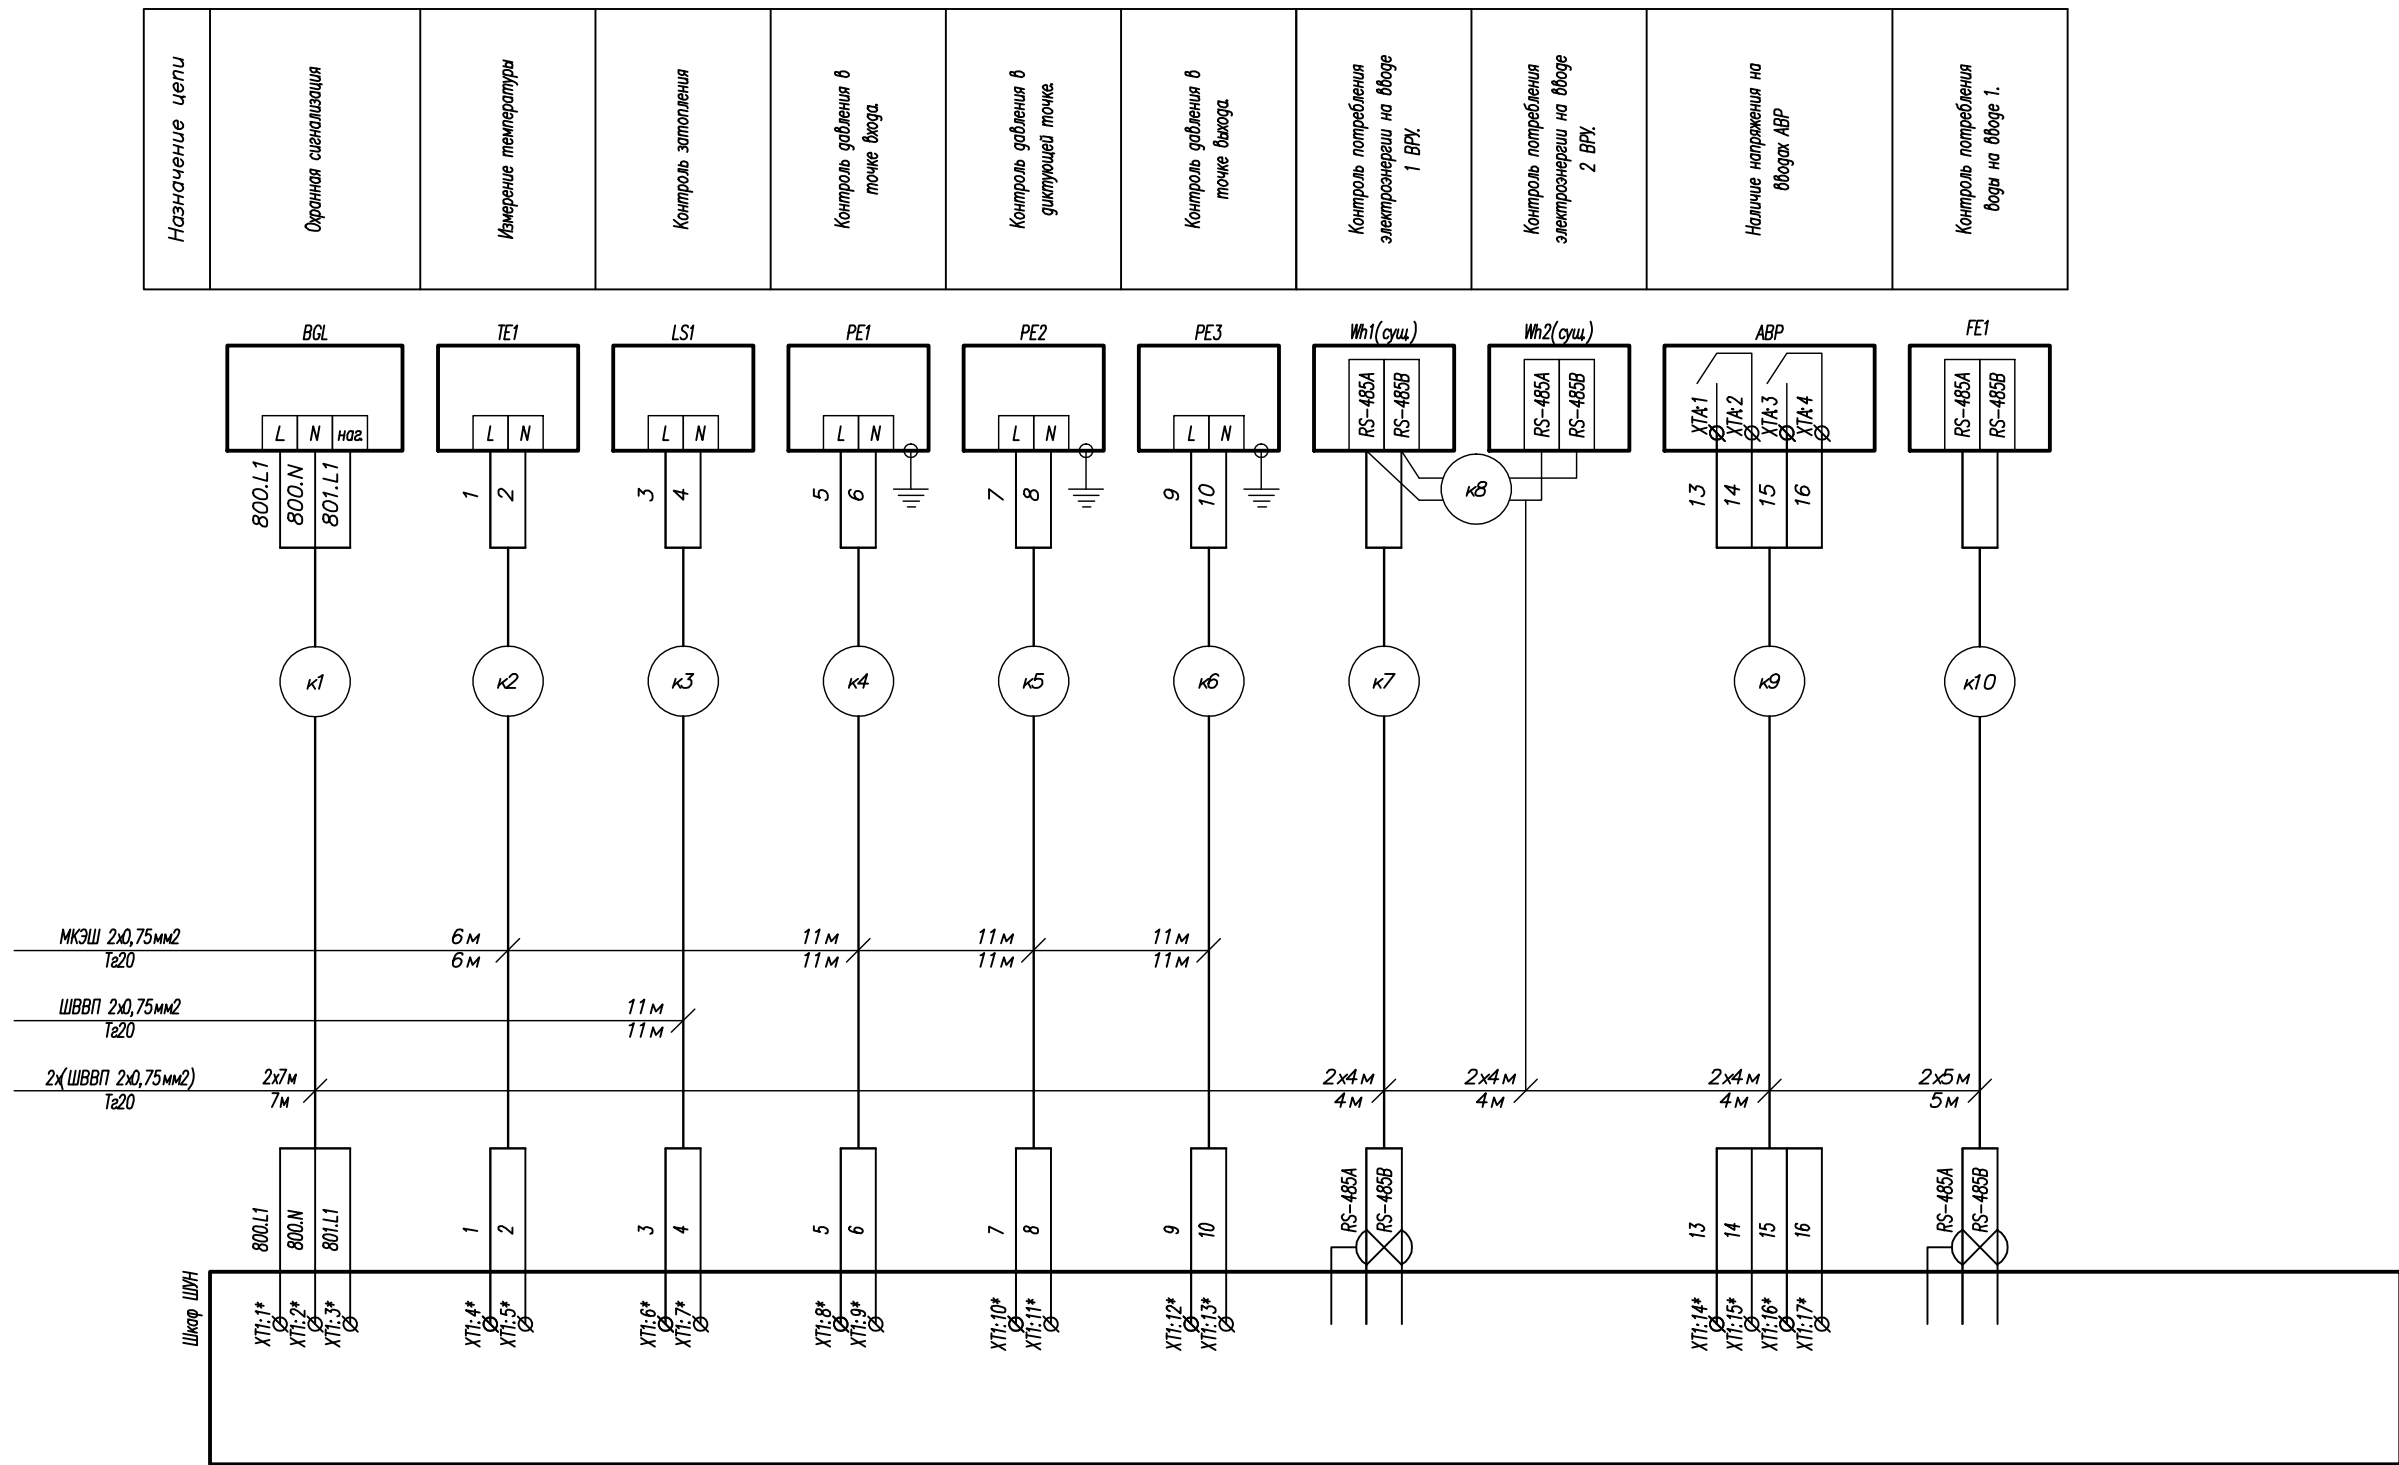 Назначение цепи
Охранная сигнализация
Измерение температуры
Контроль затопления
Контроль давления в
точке входа.
Контроль давления в
диктующей точке.
Контроль давления в
точке выхода.
Контроль потребления
электроэнергии на вводе
1 ВРУ.
Контроль потребления
электроэнергии на вводе
2 ВРУ.
Наличие напряжения на
вводах АВР
Контроль потребления
воды на вводе 1.
BGL
TE1
LS1
PE1
PE2
PE3
Wh1(сущ.)
Wh2(сущ.)
АВР
FE1
L N наг.
L N
L N
L N
L N
L N
RS-485A
RS-485B
RS-485A
RS-485B
XTA:1
XTA:2
XTA:3
XTA:4
RS-485A
RS-485B
800.L1
800.N
801.L1
1
2
3
4
5
6
7
8
9
10
к8
13
14
15
16
к1
к2
к3
к4
к5
к6
к7
к9
к10
МКЭШ 2х0,75мм2
6м
11м
11м
11м
Тг20
6м
11м
11м
11м
ШВВП 2х0,75мм2
11м
Тг20
11м
2х(ШВВП 2х0,75мм2)
2х7м
2х4м
2х4м
2х4м
2х5м
Тг20
7м
4м
4м
4м
5м
800.L1
800.N
801.L1
1
2
3
4
5
6
7
8
9
10
RS-485A
RS-485B
13
14
15
16
RS-485A
RS-485B
Шкаф ШУН
XT1:1*
XT1:2*
XT1:3*
XT1:4*
XT1:5*
XT1:6*
XT1:7*
XT1:8*
XT1:9*
XT1:10*
XT1:11*
XT1:12*
XT1:13*
XT1:14*
XT1:15*
XT1:16*
XT1:17*